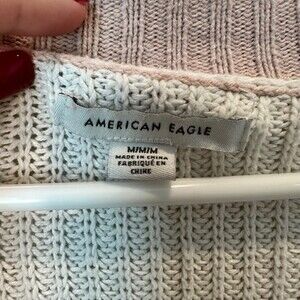 AMERICAN EAGLE
M/M/M
MADE IN CHINA
FABRIQUÉ EN
CHINE